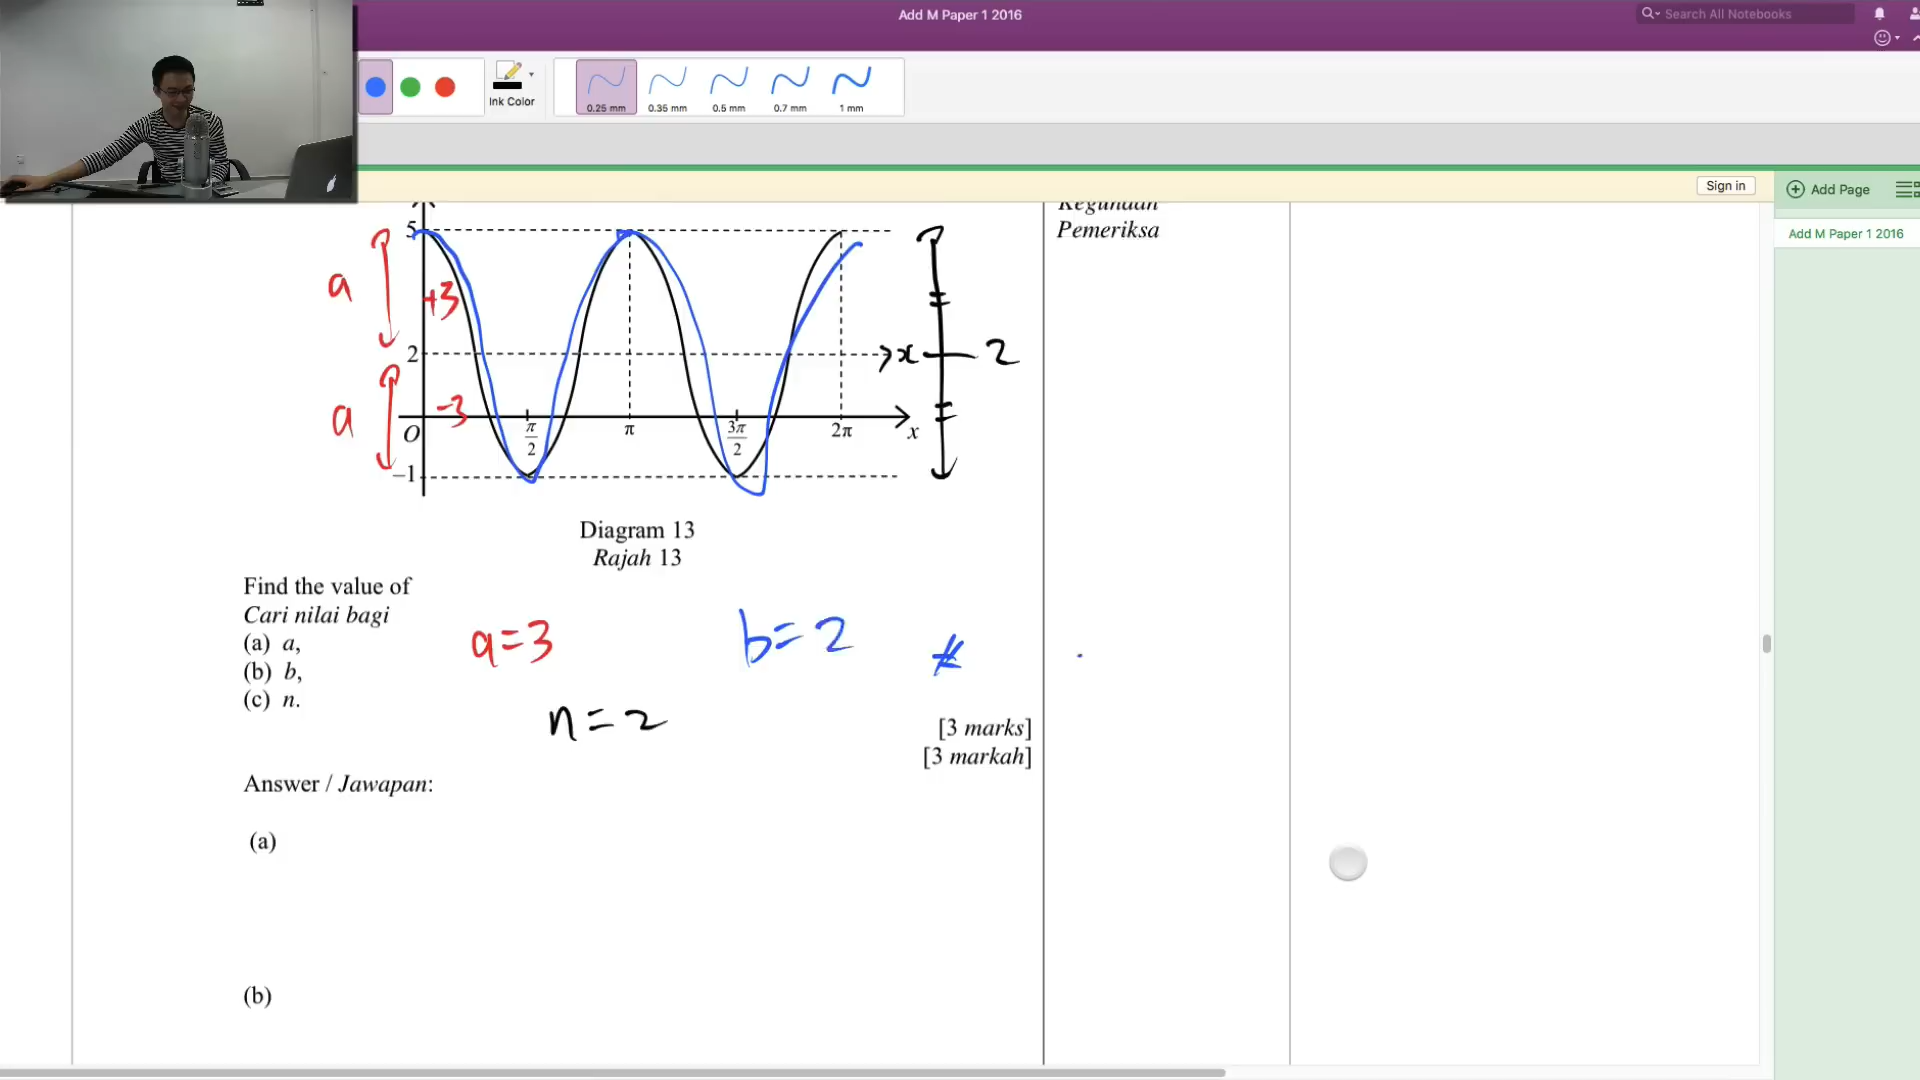 Add M Paper 1 2016
Search All Notebooks
Ink Color
0.25 mm
0.35 mm
0.5 mm
0.7 mm
1 mm
Sign in
Add Page
Add M Paper 1 2016
Kegunaan
Pemeriksa
5
a
+3
2
x
2
a
-3
O
π/2
π
3π/2
2π
x
−1
Diagram 13
Rajah 13
Find the value of
Cari nilai bagi
(a) a,
(b) b,
(c) n.
a=3
b=2
n=2
[3 marks]
[3 markah]
Answer / Jawapan:
(a)
(b)